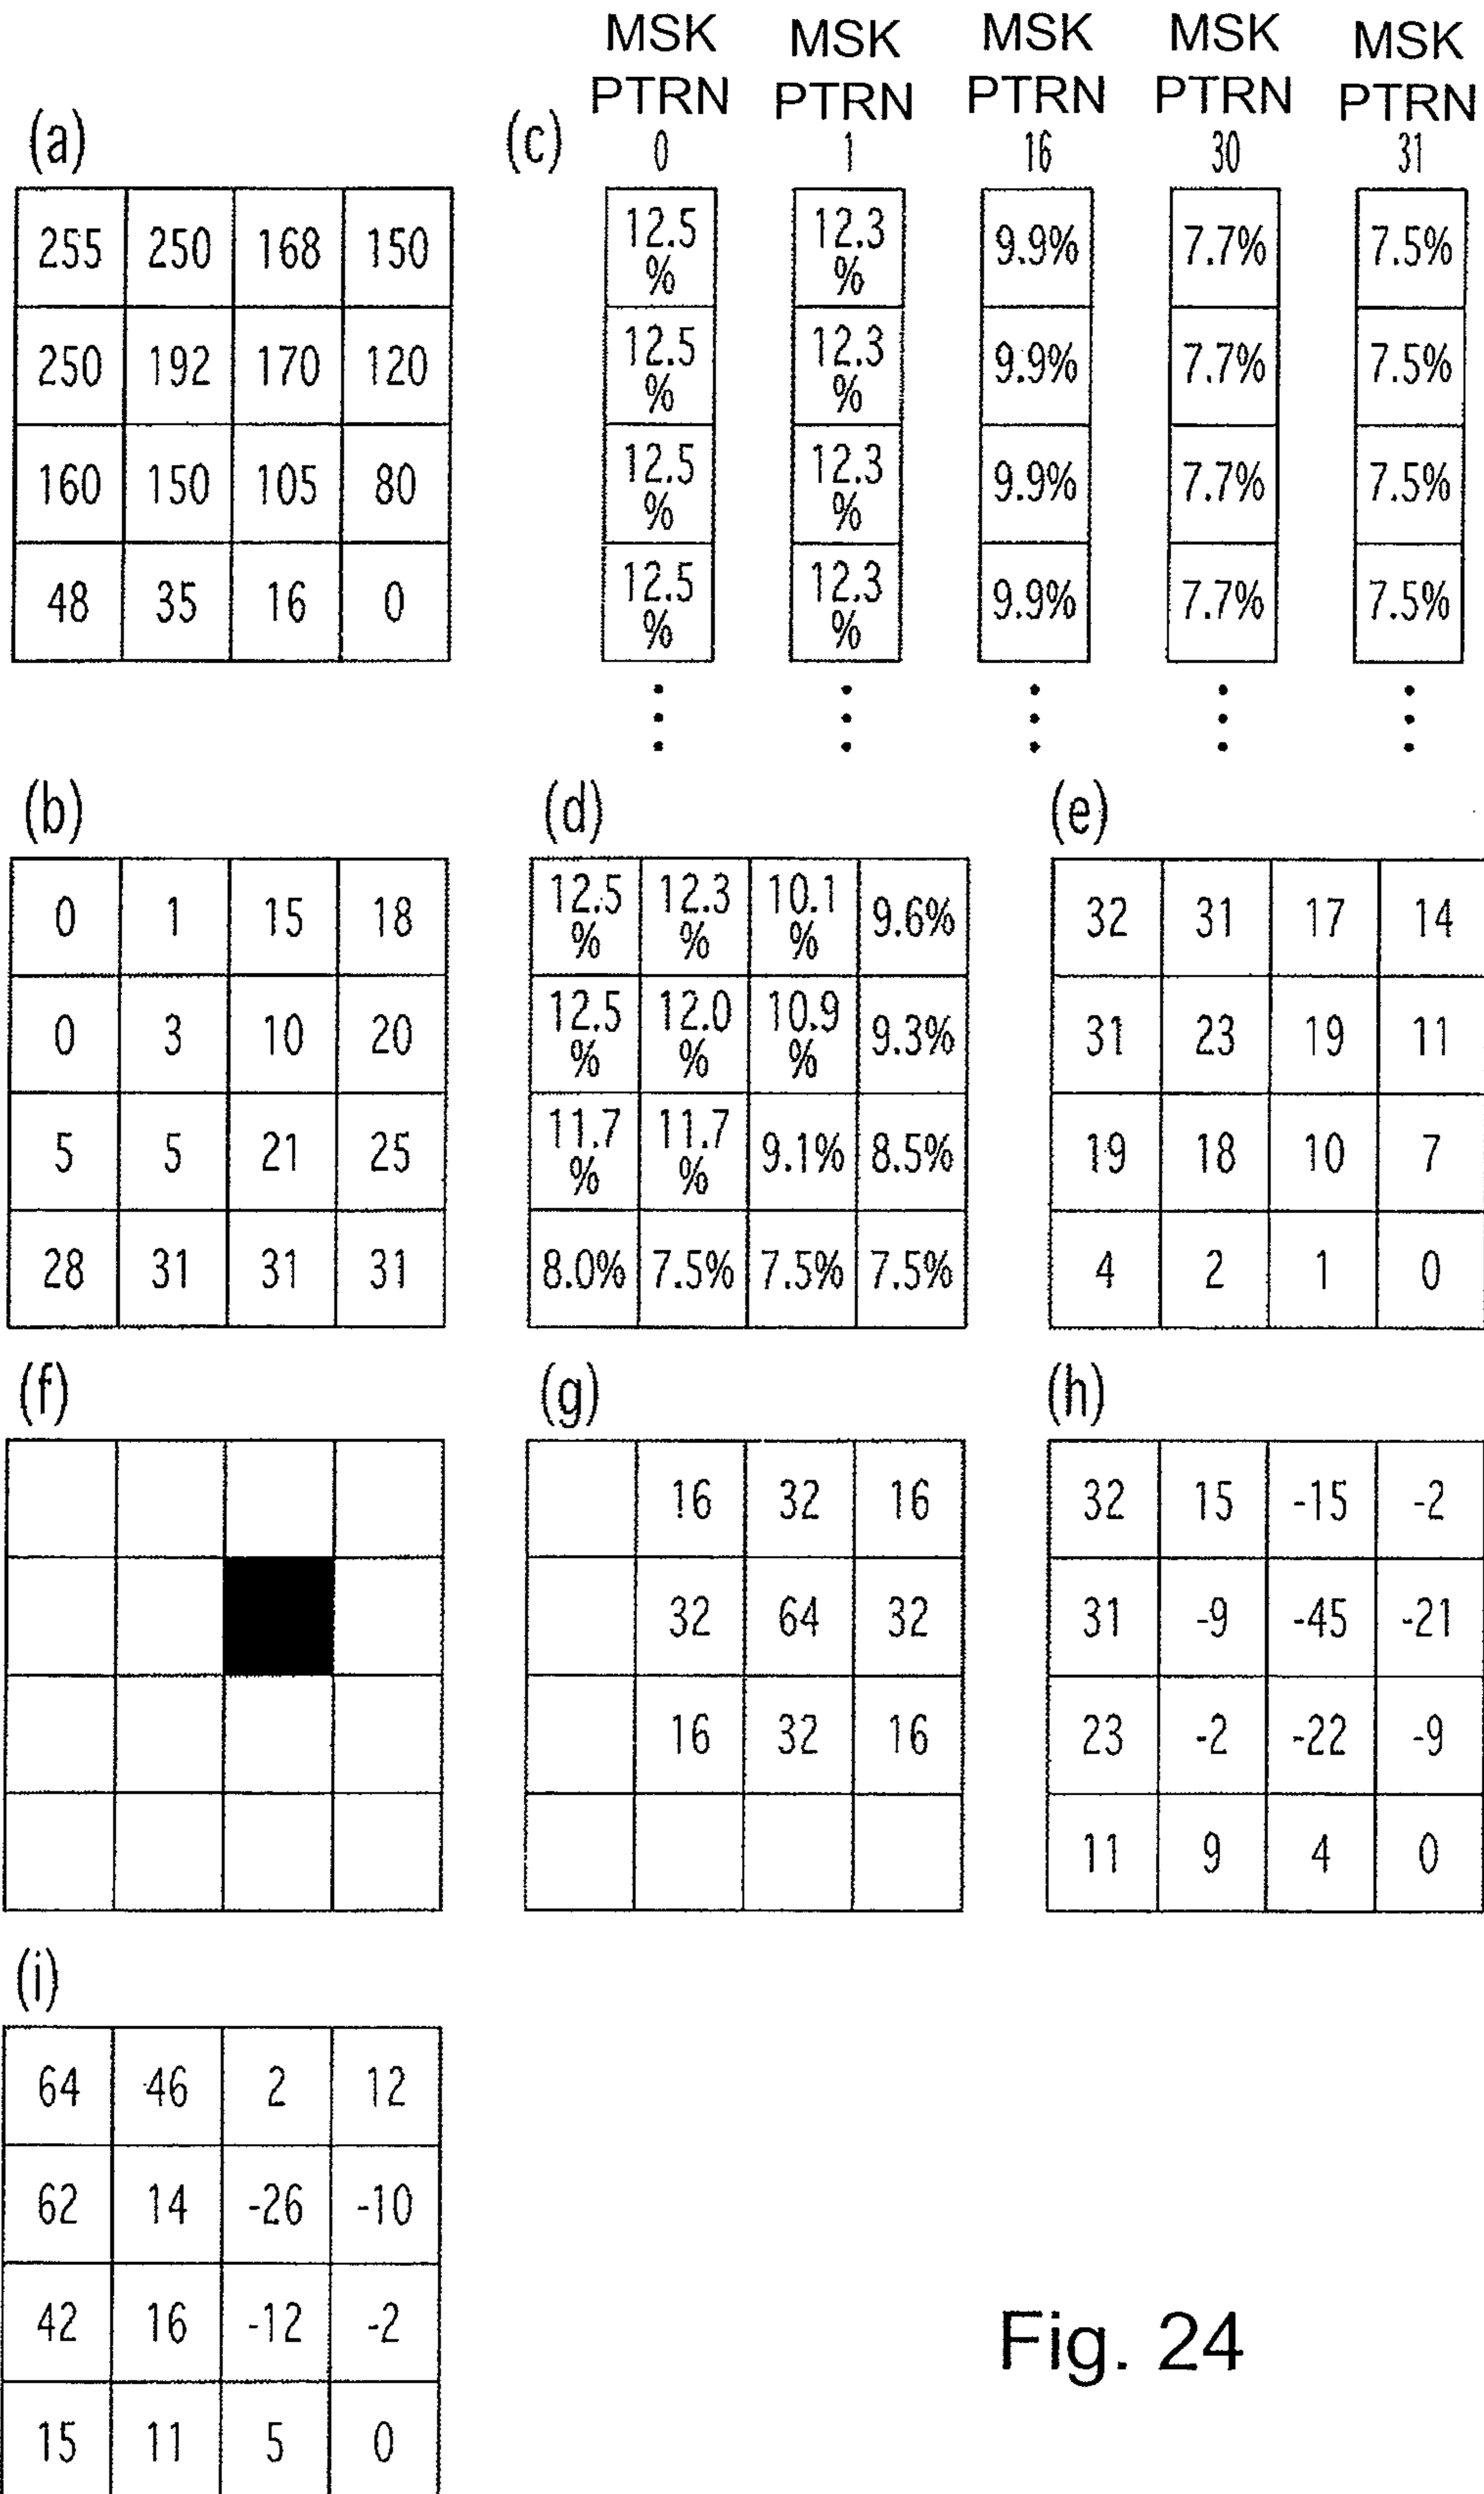 MSK PTRN 0 MSK PTRN 1 MSK PTRN 16 MSK PTRN 30 MSK PTRN 31
(a)
255 250 168 150
250 192 170 120
160 150 105 80
48 35 16 0
(c)
12.5% 12.3% 9.9% 7.7% 7.5%
12.5% 12.3% 9.9% 7.7% 7.5%
12.5% 12.3% 9.9% 7.7% 7.5%
12.5% 12.3% 9.9% 7.7% 7.5%
(b)
0 1 15 18
0 3 10 20
5 5 21 25
28 31 31 31
(d)
12.5% 12.3% 10.1% 9.6%
12.5% 12.0% 10.9% 9.3%
11.7% 11.7% 9.1% 8.5%
8.0% 7.5% 7.5% 7.5%
(e)
32 31 17 14
31 23 19 11
19 18 10 7
4 2 1 0
(f)
(g)
16 32 16
32 64 32
16 32 16
(h)
32 15 -15 -2
31 -9 -45 -21
23 -2 -22 -9
11 9 4 0
(i)
64 46 2 12
62 14 -26 -10
42 16 -12 -2
15 11 5 0
Fig. 24